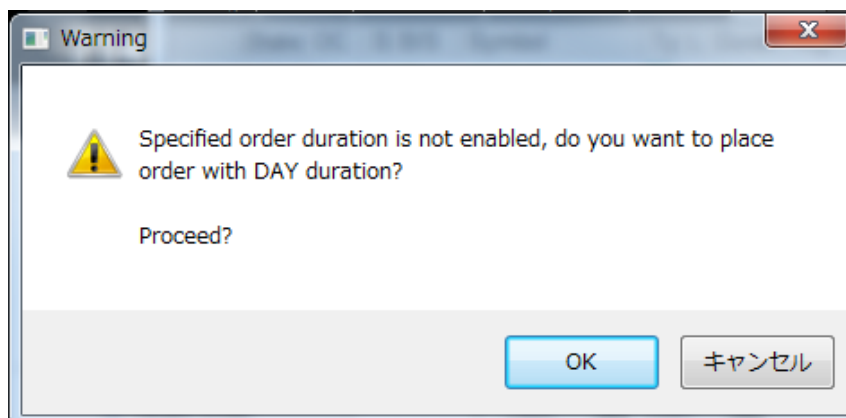 Warning
Specified order duration is not enabled, do you want to place
order with DAY duration?
Proceed?
OK
キャンセル